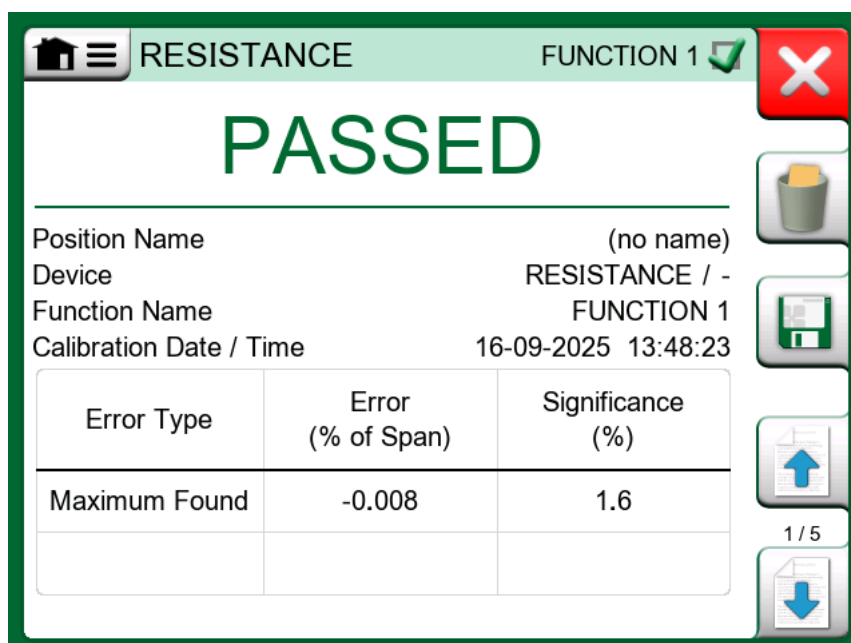 RESISTANCE FUNCTION 1
PASSED
Position Name (no name)
Device RESISTANCE / -
Function Name FUNCTION 1
Calibration Date / Time 16-09-2025 13:48:23
Error Type Error (% of Span) Significance (%)
Maximum Found -0.008 1.6
1 / 5